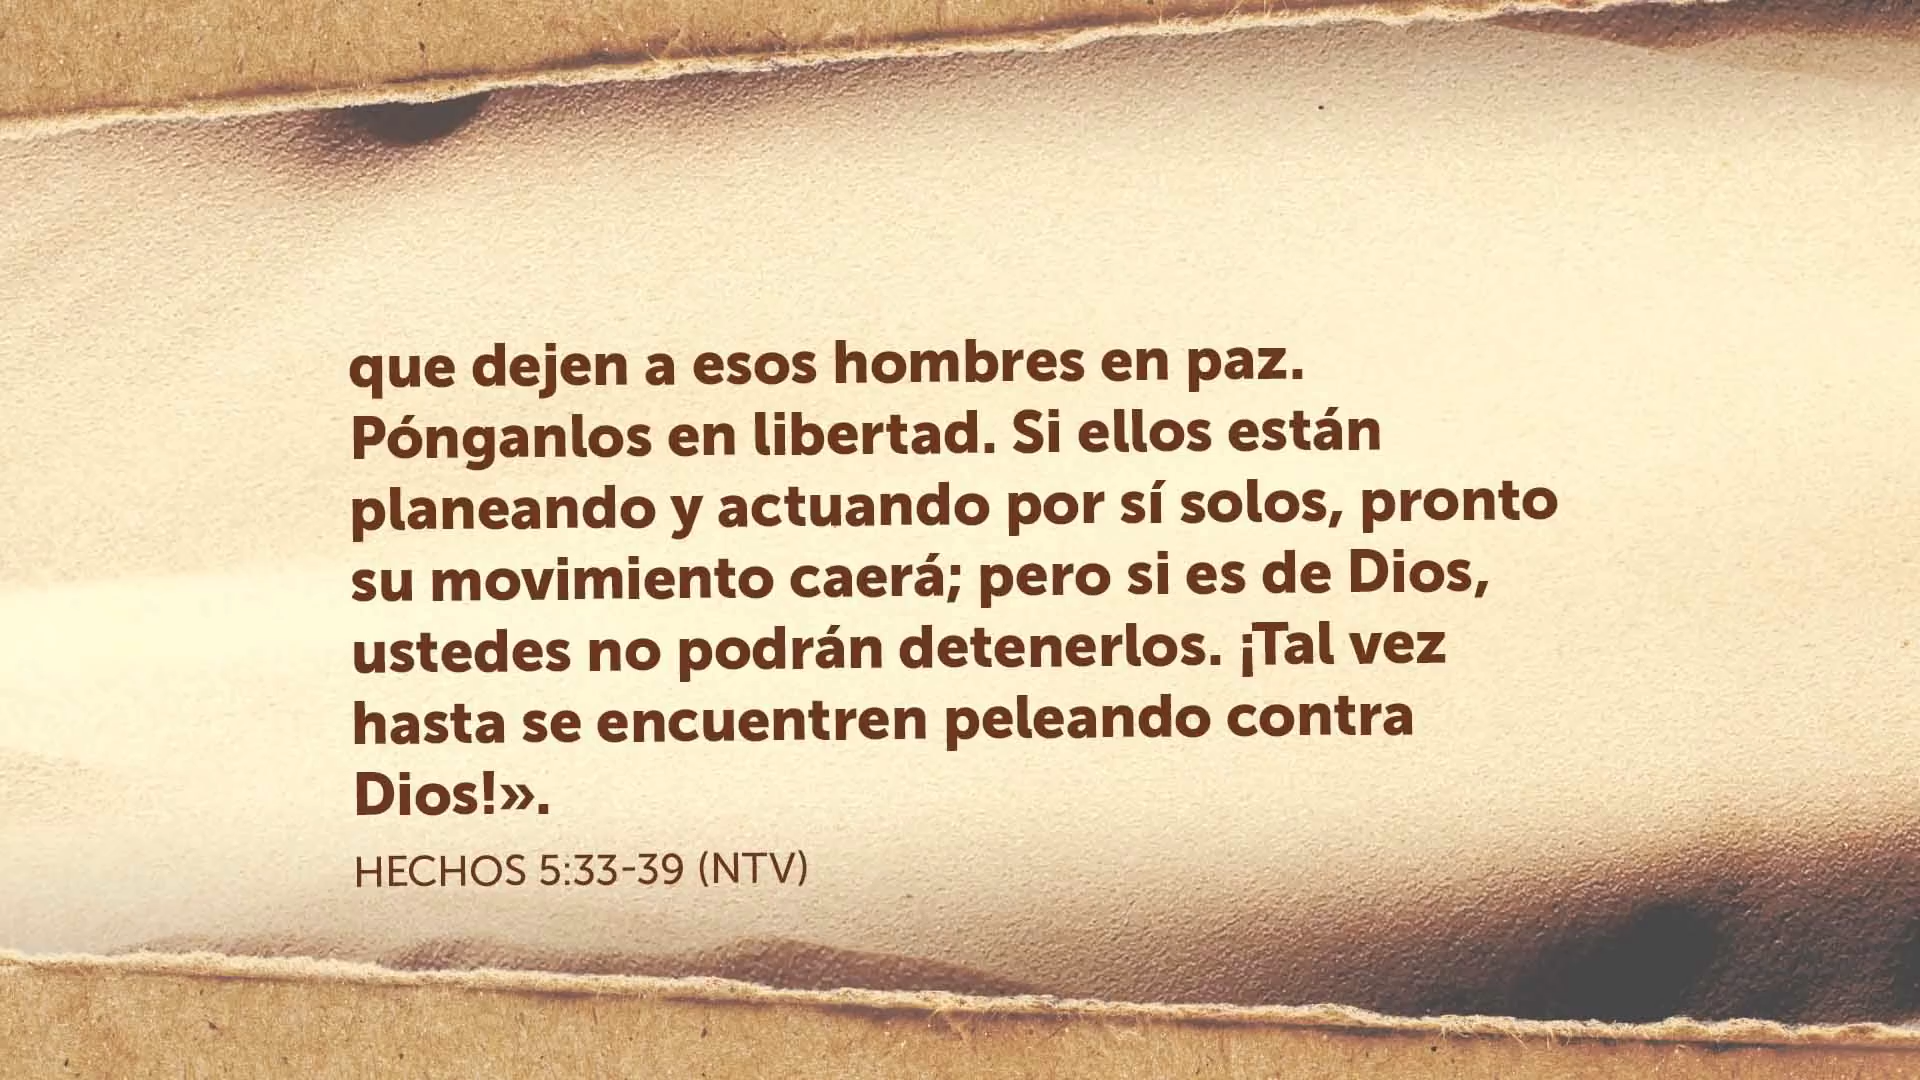 que dejen a esos hombres en paz.
Pónganlos en libertad. Si ellos están
planeando y actuando por sí solos, pronto
su movimiento caerá; pero si es de Dios,
ustedes no podrán detenerlos. ¡Tal vez
hasta se encuentren peleando contra
Dios!».
HECHOS 5:33-39 (NTV)